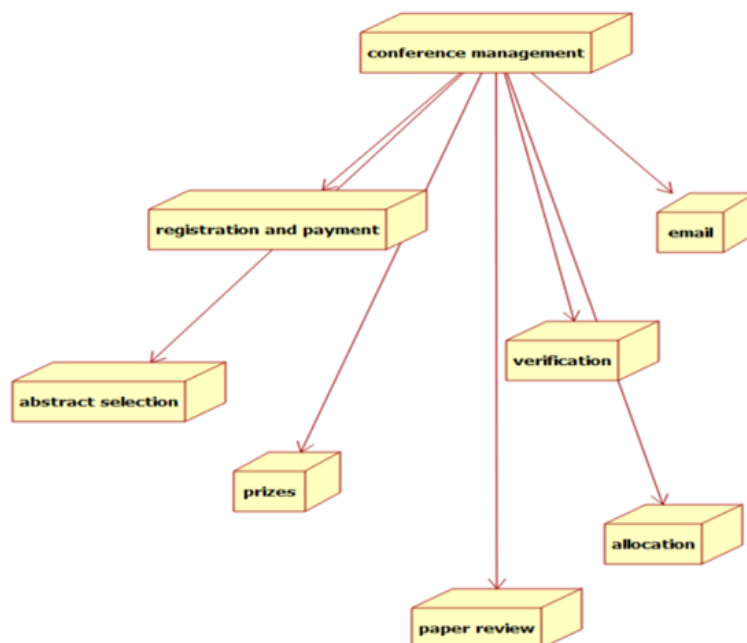 conference management
registration and payment
email
verification
abstract selection
prizes
allocation
paper review